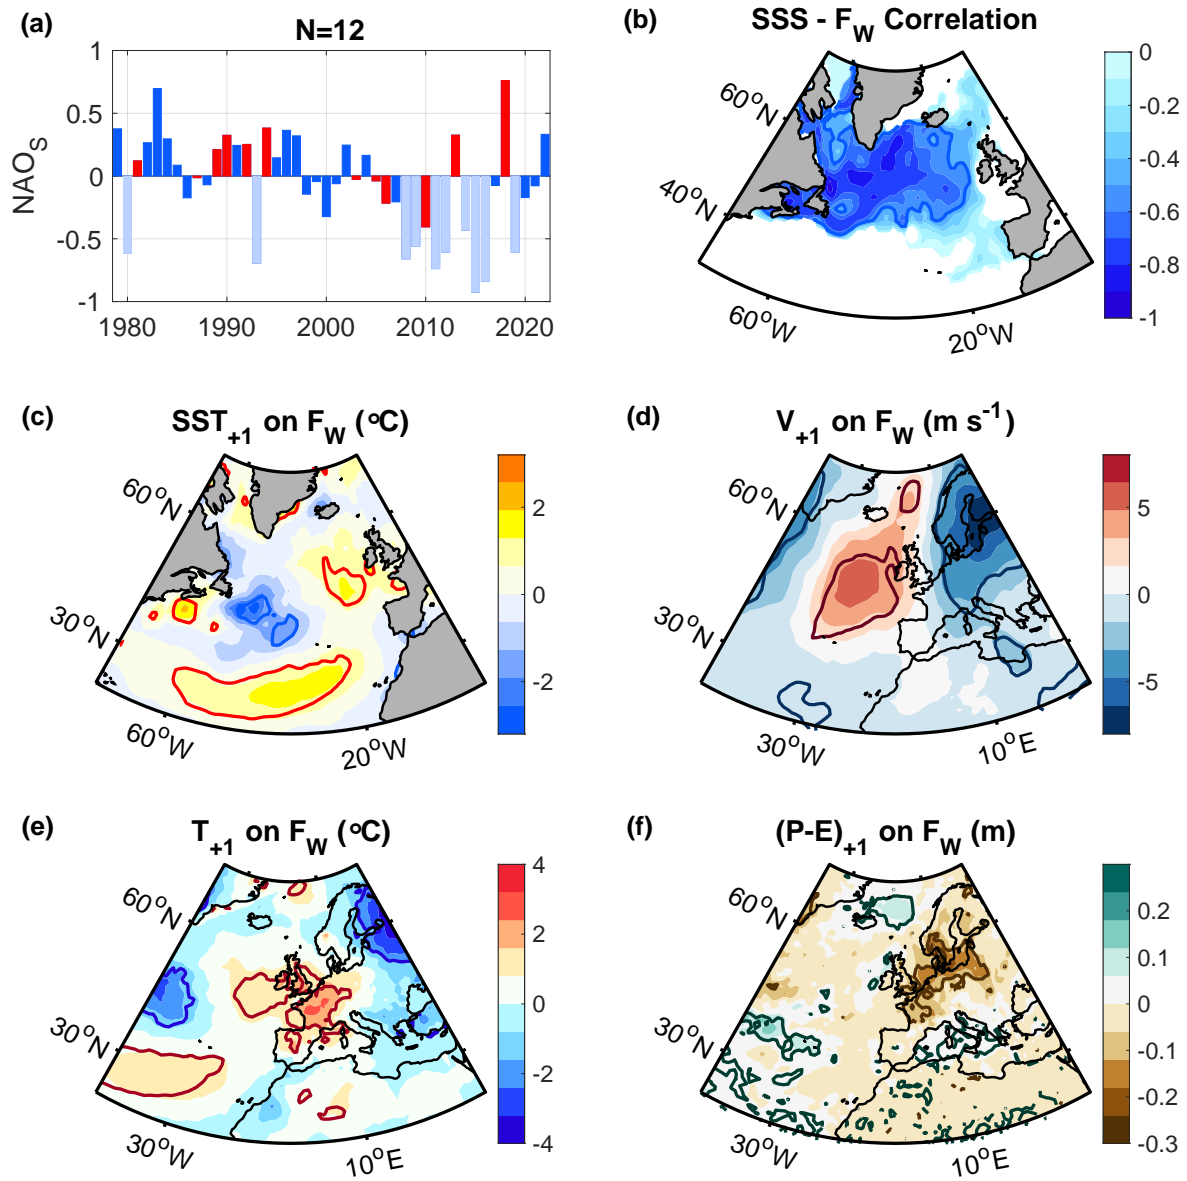 (a)
N=12
NAO_S
1
0.5
0
-0.5
-1
1980 1990 2000 2010 2020
(b)
SSS - F_W Correlation
60°N
40°N
60°W
20°W
0
-0.2
-0.4
-0.6
-0.8
-1
(c)
SST_+1 on F_W (°C)
60°N
30°N
60°W
20°W
2
0
-2
(d)
V_+1 on F_W (m s^-1)
60°N
30°N
30°W
10°E
5
0
-5
(e)
T_+1 on F_W (°C)
60°N
30°N
30°W
10°E
4
2
0
-2
-4
(f)
(P-E)_+1 on F_W (m)
60°N
30°N
30°W
10°E
0.2
0.1
0
-0.1
-0.2
-0.3